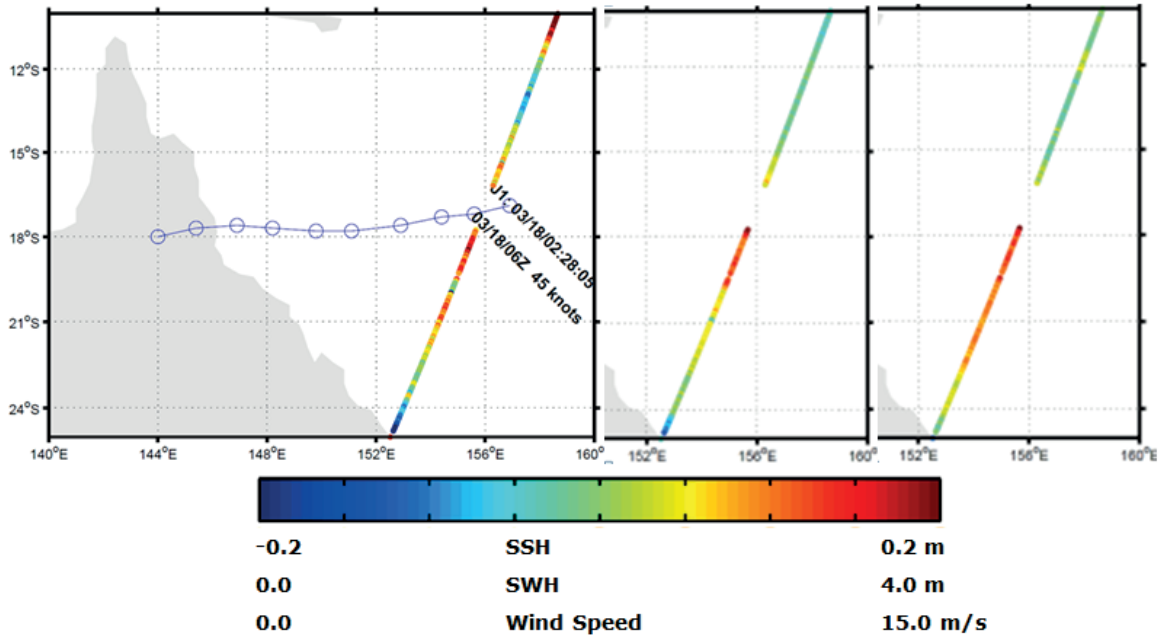 12°S
15°S
18°S
21°S
24°S
J1: 03/18/02:28:05
03/18/06Z 45 knots
140°E 144°E 148°E 152°E 156°E 160°E
152°E 156°E 160°E
152°E 156°E 160°E
-0.2 SSH 0.2 m
0.0 SWH 4.0 m
0.0 Wind Speed 15.0 m/s